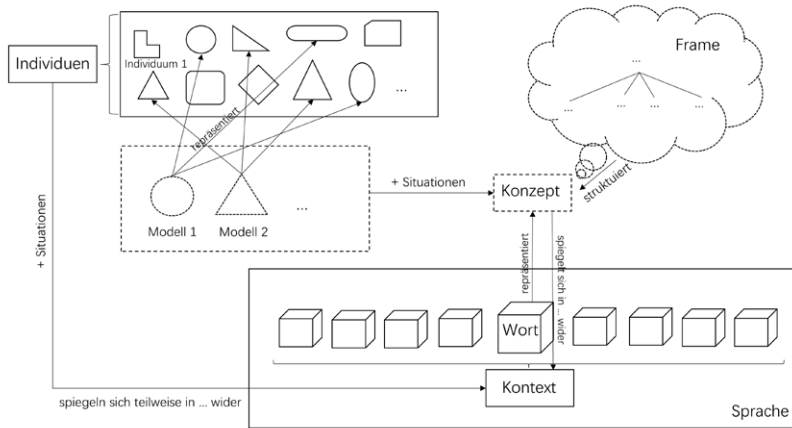 Frame
Individuen
Individuum 1
...
...
...
...
...
...
repräsentiert
+ Situationen
Konzept
struktuiert
Modell 1
Modell 2
...
+ Situationen
repräsentiert
spiegelt sich in ... wider
Wort
Kontext
spiegeln sich teilweise in ... wider
Sprache